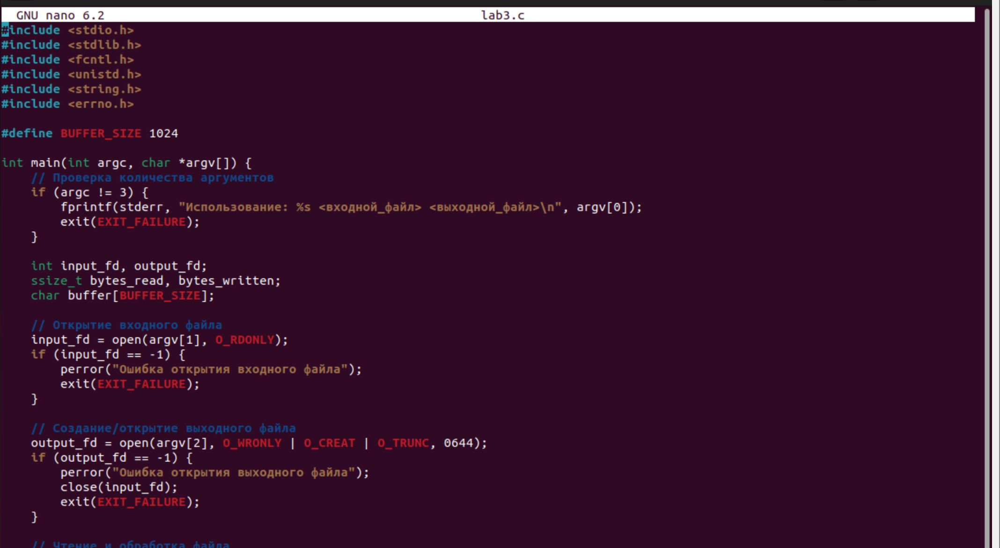 GNU nano 6.2 lab3.c
#include <stdio.h>
#include <stdlib.h>
#include <fcntl.h>
#include <unistd.h>
#include <string.h>
#include <errno.h>
#define BUFFER_SIZE 1024
int main(int argc, char *argv[]) {
// Проверка количества аргументов
if (argc != 3) {
fprintf(stderr, "Использование: %s <входной_файл> <выходной_файл>\n", argv[0]);
exit(EXIT_FAILURE);
}
int input_fd, output_fd;
ssize_t bytes_read, bytes_written;
char buffer[BUFFER_SIZE];
// Открытие входного файла
input_fd = open(argv[1], O_RDONLY);
if (input_fd == -1) {
perror("Ошибка открытия входного файла");
exit(EXIT_FAILURE);
}
// Создание/открытие выходного файла
output_fd = open(argv[2], O_WRONLY | O_CREAT | O_TRUNC, 0644);
if (output_fd == -1) {
perror("Ошибка открытия выходного файла");
close(input_fd);
exit(EXIT_FAILURE);
}
// Чтение и обработка файла